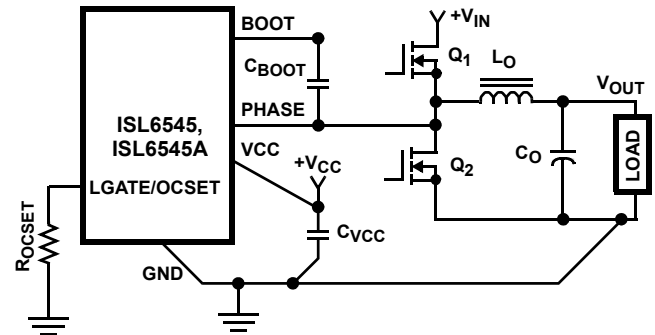 +VIN
BOOT
Q1
LO
CBOOT
VOUT
PHASE
ISL6545,
ISL6545A
VCC
+VCC
Q2
CO
LOAD
LGATE/OCSET
ROCSET
CVCC
GND